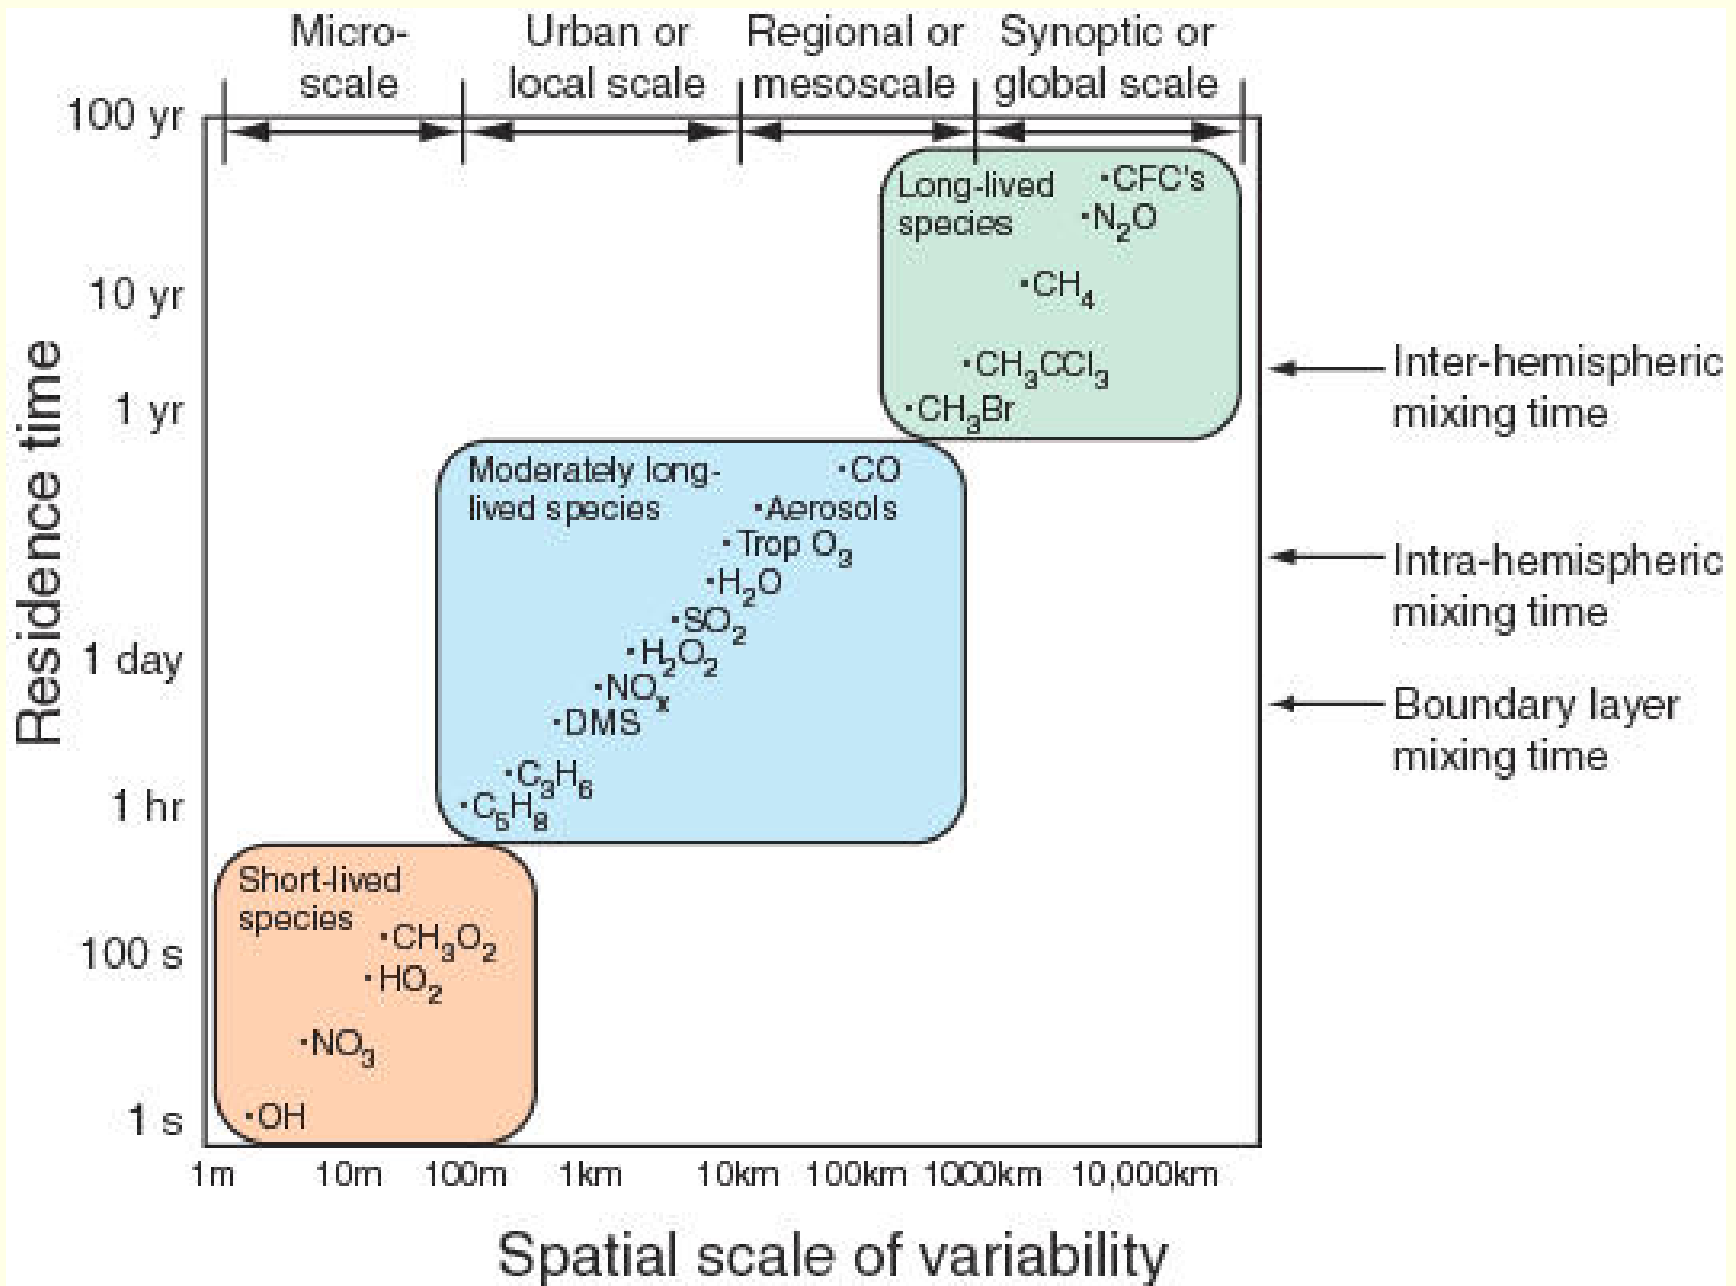 Micro-
scale
Urban or
local scale
Regional or
mesoscale
Synoptic or
global scale
100 yr
10 yr
1 yr
1 day
1 hr
100 s
1 s
Residence time
Long-lived
species
·CFC's
·N₂O
·CH₄
·CH₃CCl₃
·CH₃Br
Moderately long-
lived species
·CO
·Aerosols
·Trop O₃
·H₂O
·SO₂
·H₂O₂
·NOₓ
·DMS
·C₃H₆
·C₅H₈
Short-lived
species
·CH₃O₂
·HO₂
·NO₃
·OH
Inter-hemispheric
mixing time
Intra-hemispheric
mixing time
Boundary layer
mixing time
1m 10m 100m 1km 10km 100km 1000km 10,000km
Spatial scale of variability